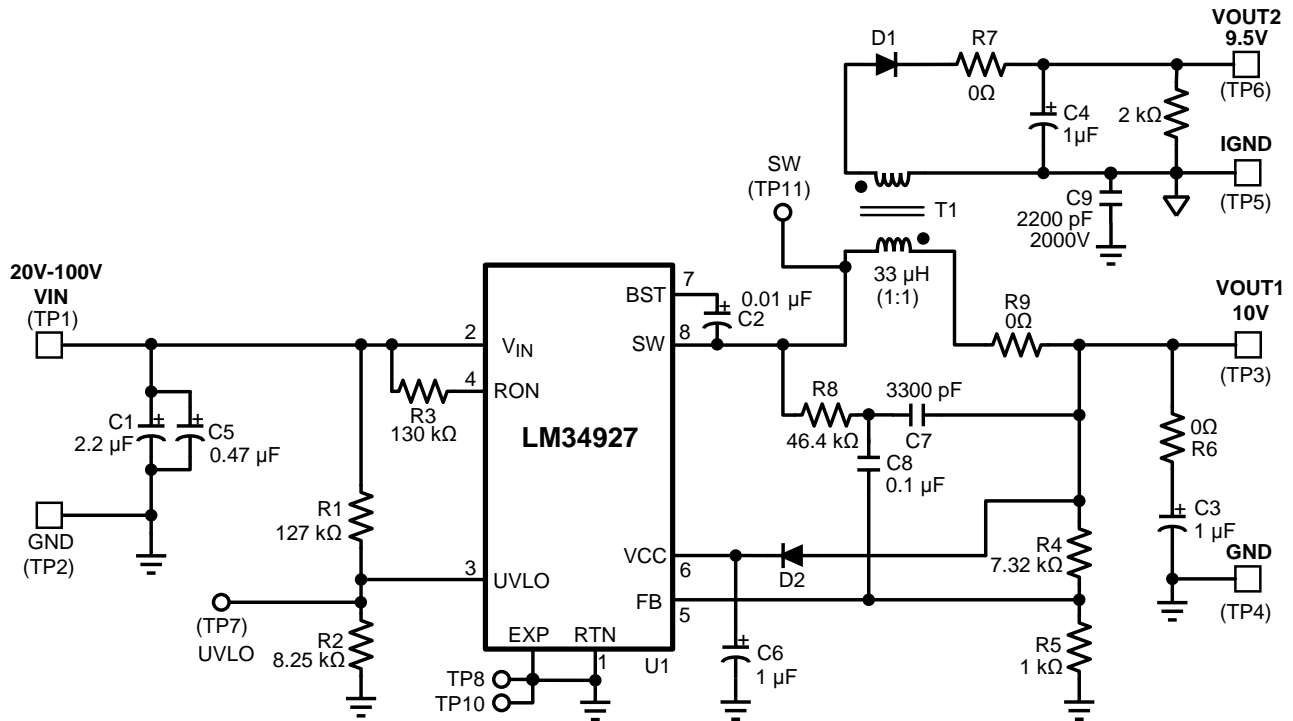 VOUT2
9.5V
(TP6)
D1
R7
0Ω
C4
1µF
2 kΩ
IGND
(TP5)
SW
(TP11)
T1
C9
2200 pF
2000V
33 µH
(1:1)
20V-100V
VIN
(TP1)
2
VIN
4
RON
R3
130 kΩ
C1
2.2 µF
C5
0.47 µF
GND
(TP2)
R1
127 kΩ
3
UVLO
(TP7)
UVLO
R2
8.25 kΩ
LM34927
BST
7
0.01 µF
C2
SW
8
R9
0Ω
VOUT1
10V
(TP3)
R8
46.4 kΩ
3300 pF
C7
C8
0.1 µF
0Ω
R6
C3
1 µF
VCC
6
D2
R4
7.32 kΩ
GND
(TP4)
FB
5
EXP
RTN
1
U1
C6
1 µF
R5
1 kΩ
TP8
TP10